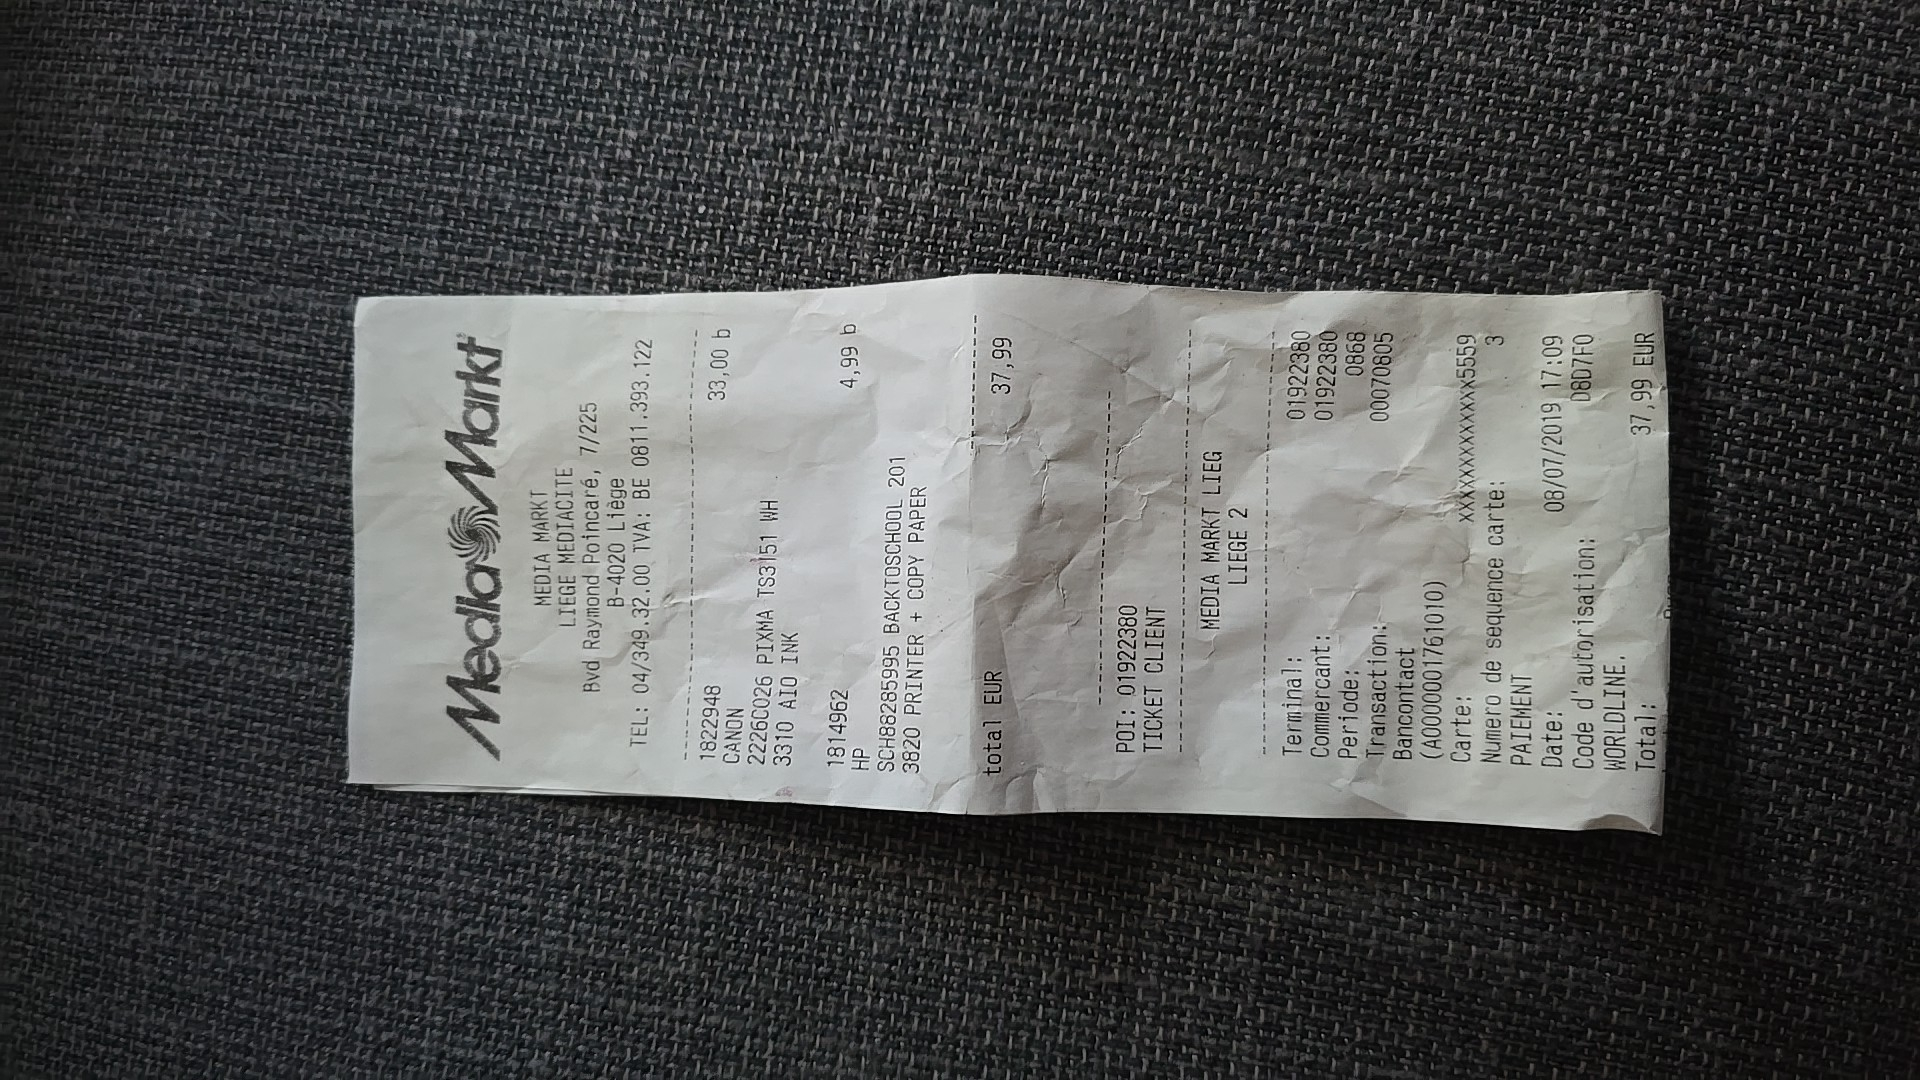 MediaMarkt
MEDIA MARKT
LIEGE MEDIACITE
Bvd Raymond Poincaré, 7/225
B-4020 Liège
TEL: 04/349.32.00 TVA: BE 0811.393.122
18222948 33,00 b
CANON
2226C026 PIXMA TS3151 WH
3310 AIO INK
1814962 4,99 b
HP
SCH88285995 BACKTOSCHOOL 201
3820 PRINTER + COPY PAPER
total EUR 37,99
POI: 01922380
TICKET CLIENT
MEDIA MARKT LIEG
LIEGE 2
Terminal: 01922380
Commercant: 01922380
Periode: 0868
Transaction: 00070805
Bancontact
(A0000001761010)
Carte: XXXXXXXXXXXXX5559
Numero de sequence carte: 3
PAIEMENT
Date: 08/07/2019 17:09
Code d'autorisation: D8D7F0
WORLDLINE.
Total: 37,99 EUR